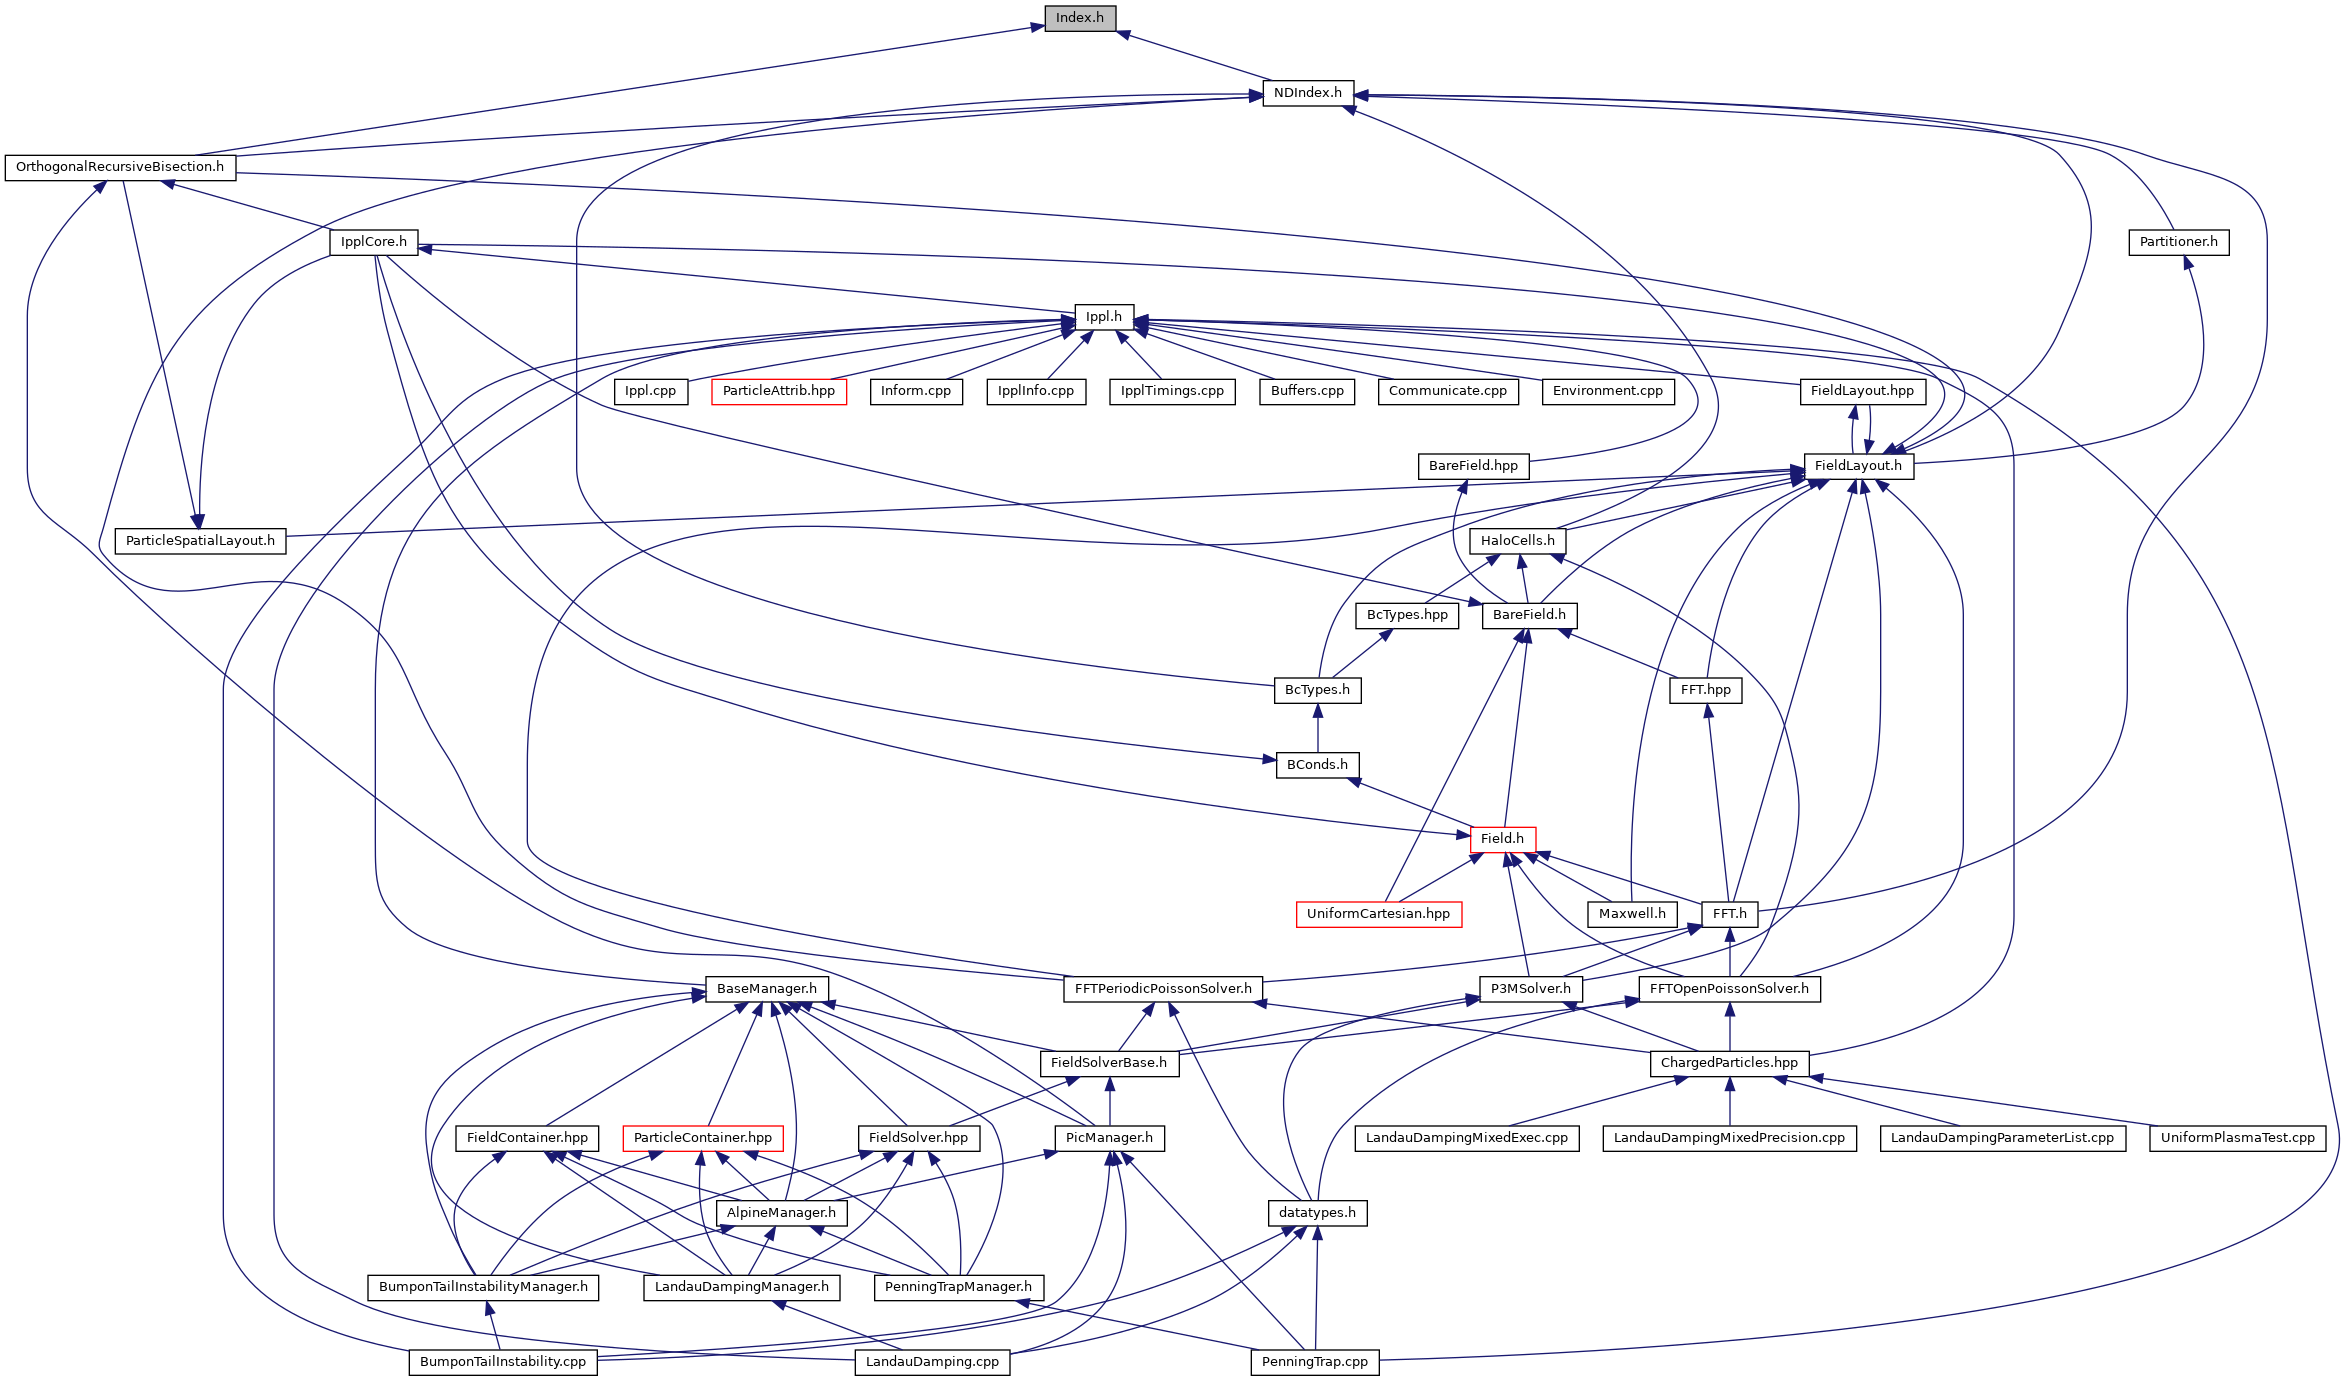 Index.h
NDIndex.h
OrthogonalRecursiveBisection.h
IpplCore.h
Partitioner.h
Ippl.h
Ippl.cpp
ParticleAttrib.hpp
Inform.cpp
IpplInfo.cpp
IpplTimings.cpp
Buffers.cpp
Communicate.cpp
Environment.cpp
FieldLayout.hpp
BareField.hpp
FieldLayout.h
ParticleSpatialLayout.h
HaloCells.h
BcTypes.hpp
BareField.h
BcTypes.h
FFT.hpp
BConds.h
Field.h
UniformCartesian.hpp
Maxwell.h
FFT.h
BaseManager.h
FFTPeriodicPoissonSolver.h
P3MSolver.h
FFTOpenPoissonSolver.h
FieldSolverBase.h
ChargedParticles.hpp
FieldContainer.hpp
ParticleContainer.hpp
FieldSolver.hpp
PicManager.h
LandauDampingMixedExec.cpp
LandauDampingMixedPrecision.cpp
LandauDampingParameterList.cpp
UniformPlasmaTest.cpp
AlpineManager.h
datatypes.h
BumponTailInstabilityManager.h
LandauDampingManager.h
PenningTrapManager.h
BumponTailInstability.cpp
LandauDamping.cpp
PenningTrap.cpp